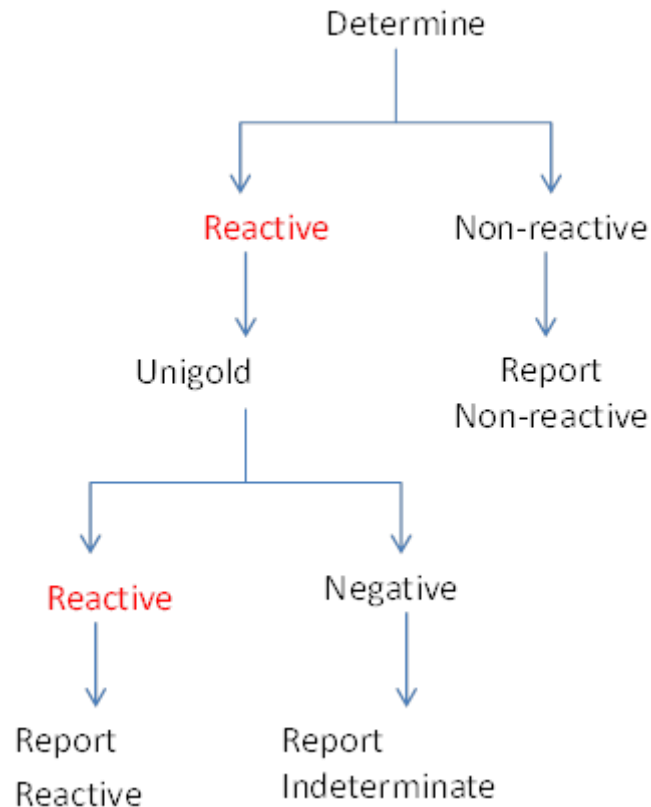 Determine
Reactive
Non-reactive
Unigold
Report
Non-reactive
Reactive
Negative
Report
Reactive
Report
Indeterminate